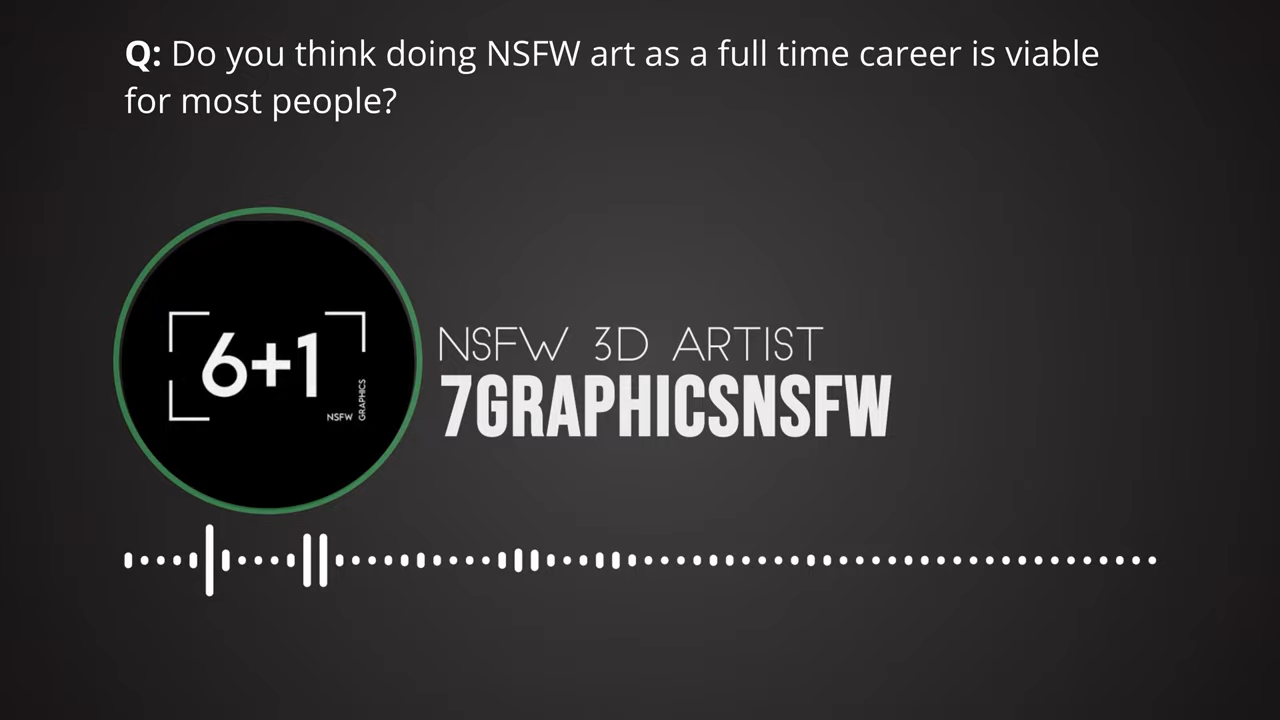 Q: Do you think doing NSFW art as a full time career is viable
for most people?
6+1
NSFW
GRAPHICS
NSFW 3D ARTIST
7GRAPHICSNSFW